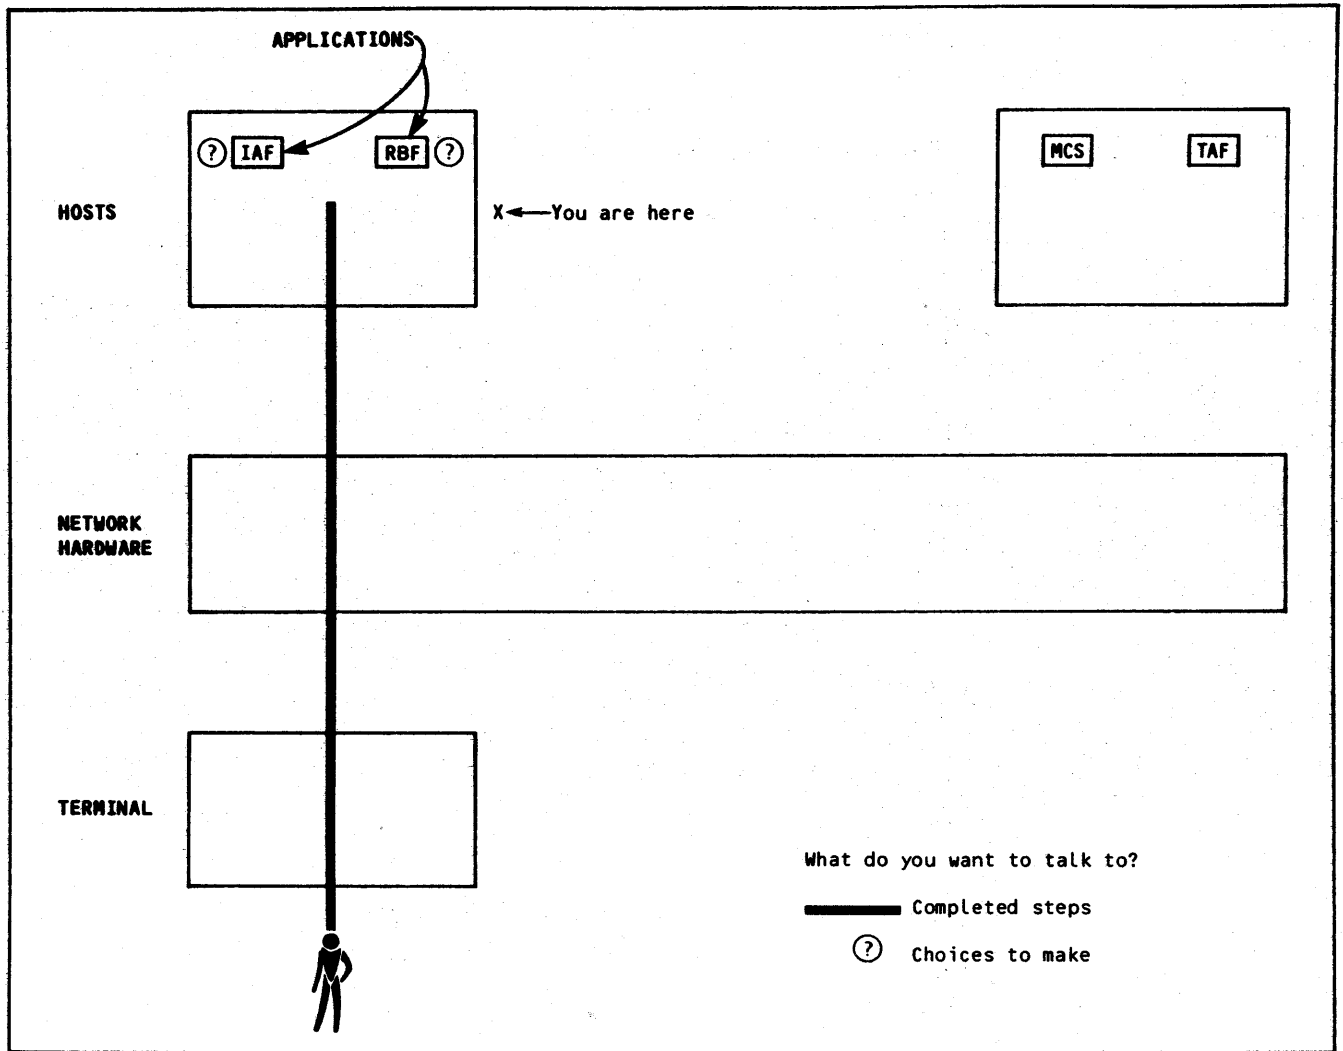 APPLICATIONS
? IAF
RBF ?
MCS
TAF
HOSTS
X
You are here
NETWORK
HARDWARE
TERMINAL
What do you want to talk to?
Completed steps
? Choices to make